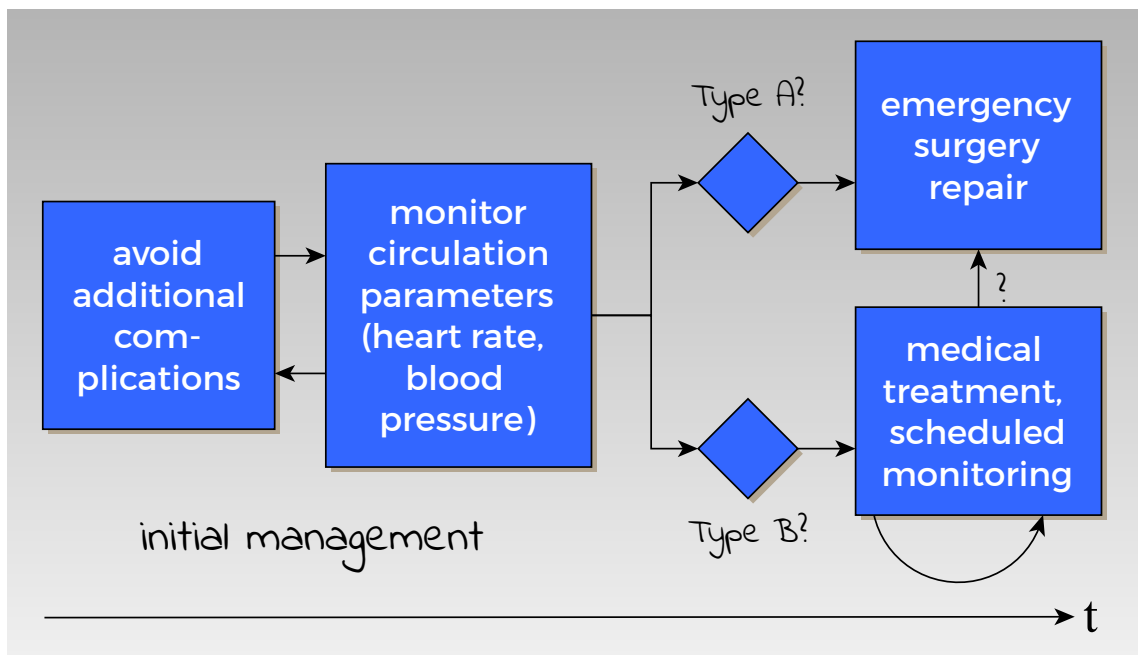 avoid
additional
com-
plications
monitor
circulation
parameters
(heart rate,
blood
pressure)
initial management
Type A?
emergency
surgery
repair
?
Type B?
medical
treatment,
scheduled
monitoring
t